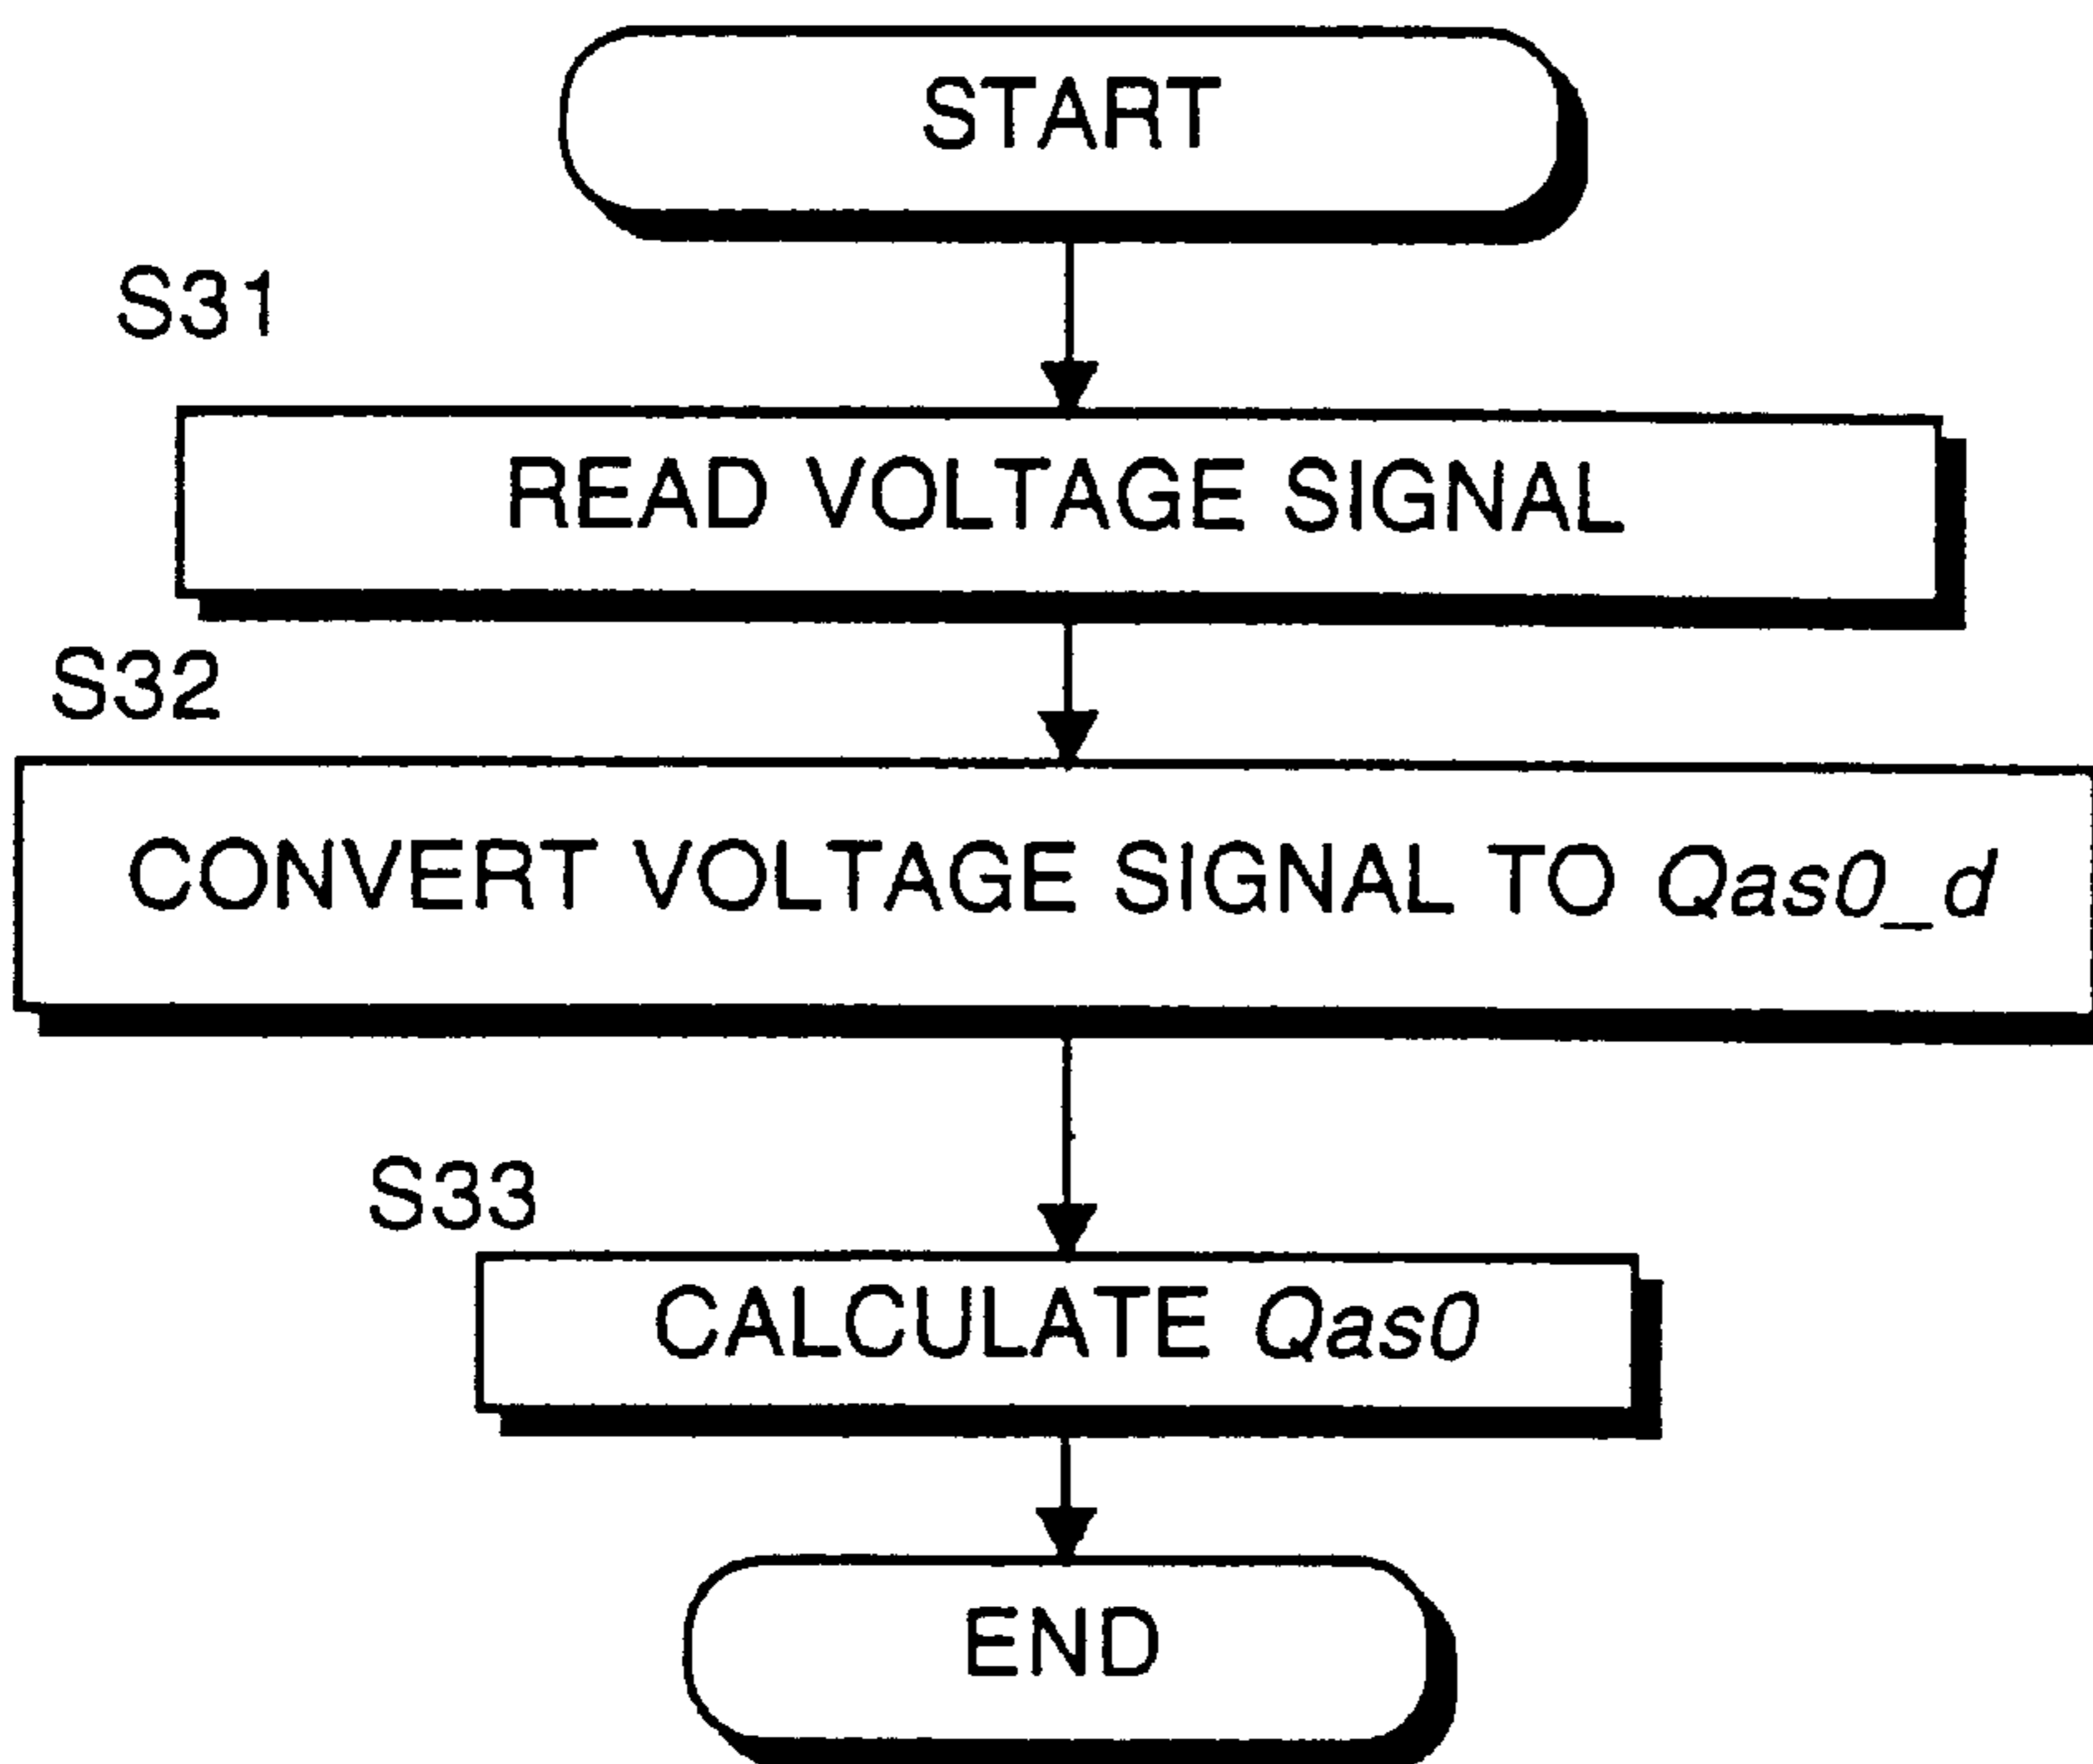 START
S31
READ VOLTAGE SIGNAL
S32
CONVERT VOLTAGE SIGNAL TO Qas0_d
S33
CALCULATE Qas0
END